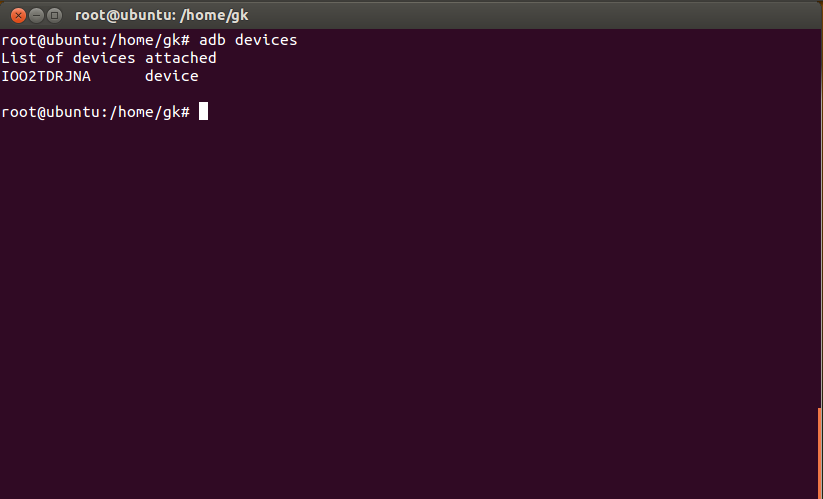 root@ubuntu: /home/gk
root@ubuntu:/home/gk# adb devices
List of devices attached
IOO2TDRJNA      device
root@ubuntu:/home/gk#